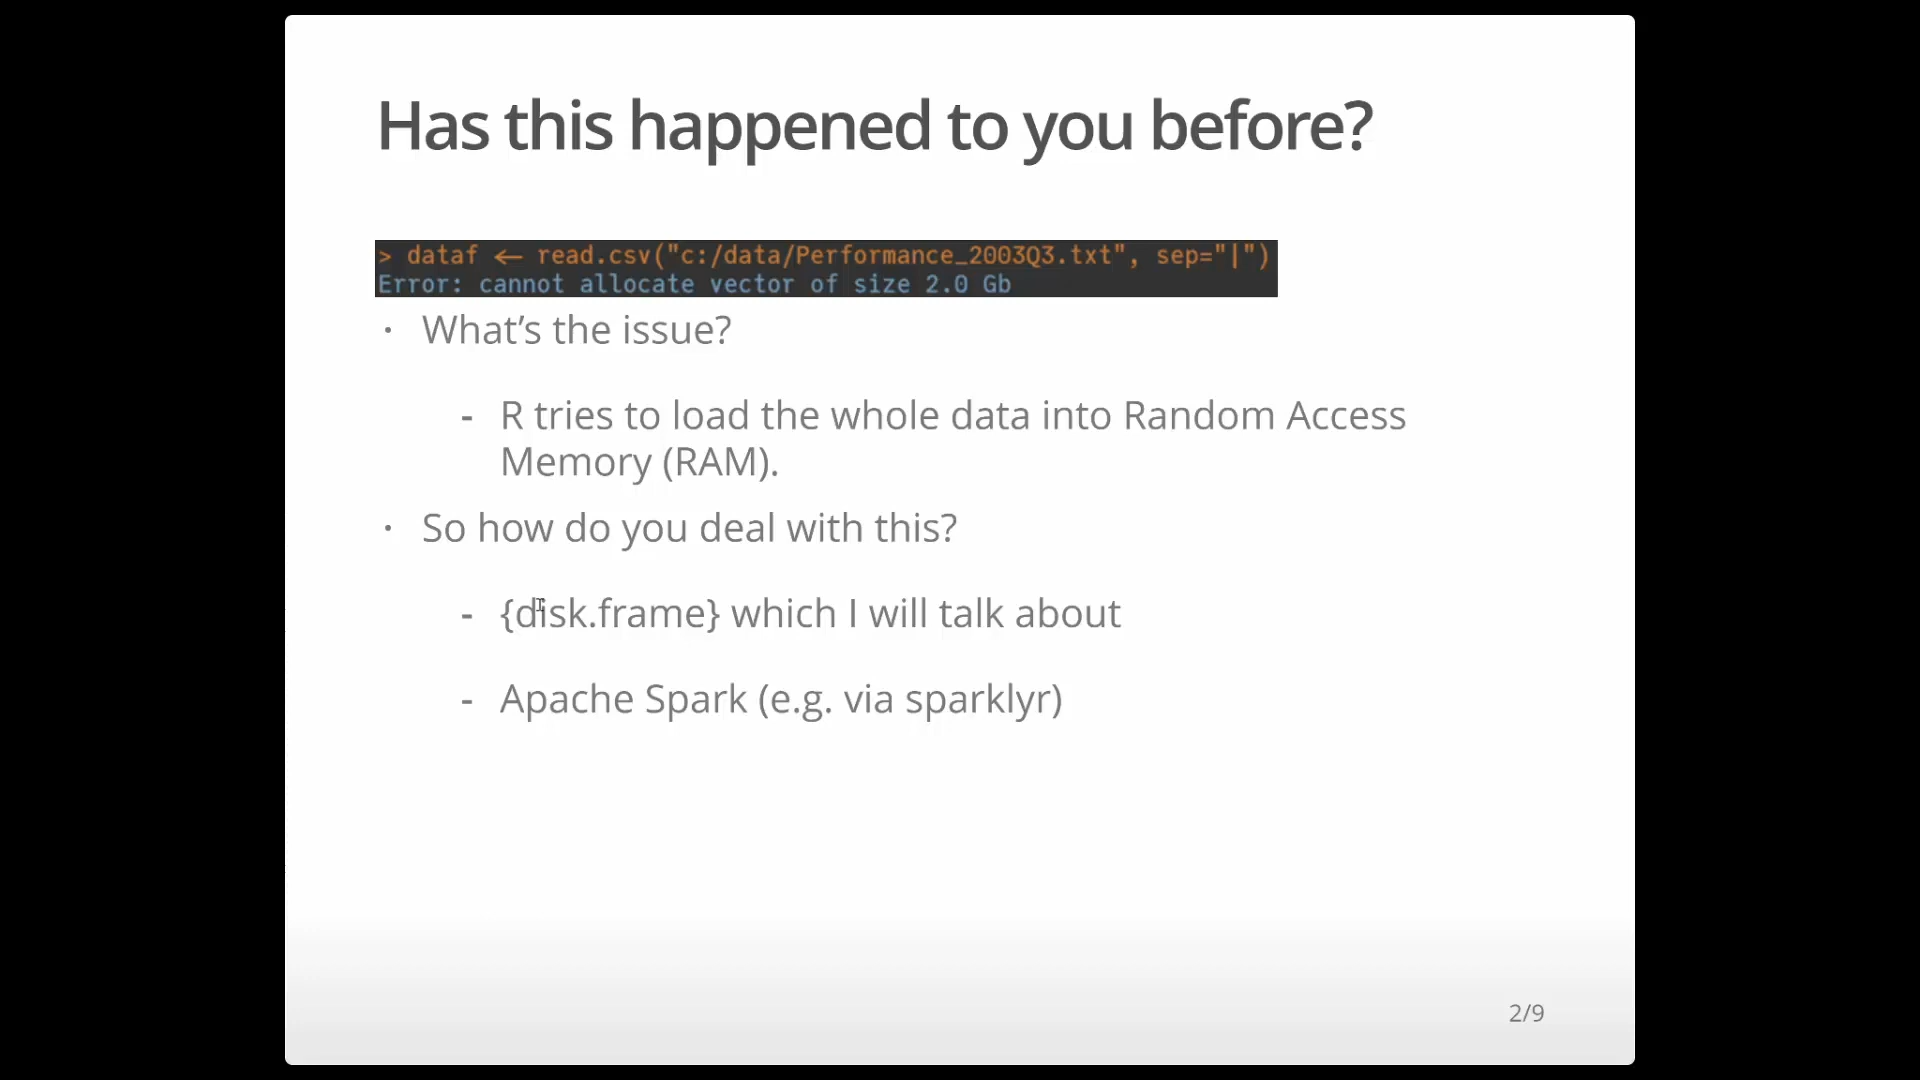 Has this happened to you before?
> dataf <- read.csv("c:/data/Performance_2003Q3.txt", sep="|")
Error: cannot allocate vector of size 2.0 Gb
· What’s the issue?
- R tries to load the whole data into Random Access
Memory (RAM).
· So how do you deal with this?
- {disk.frame} which I will talk about
- Apache Spark (e.g. via sparklyr)
2/9